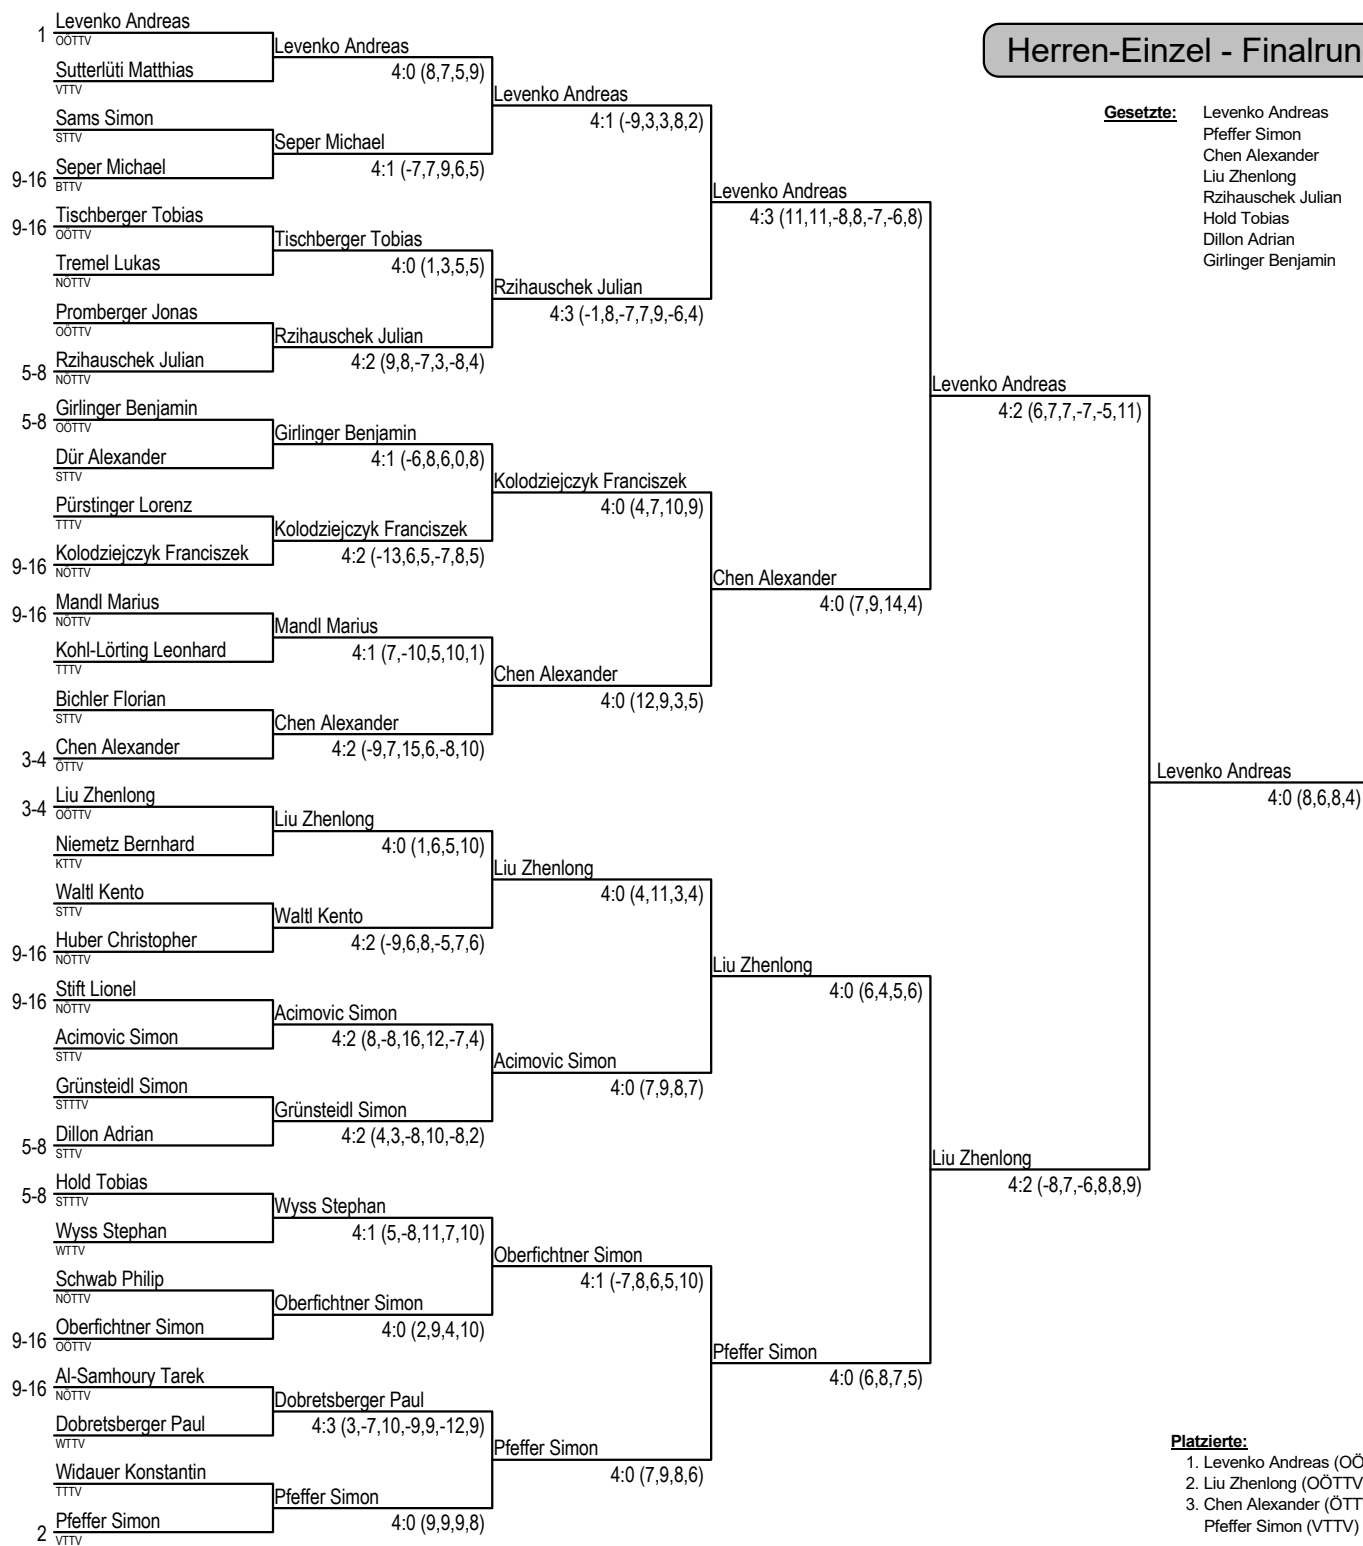 Herren-Einzel - Finalrun
Gesetzte:
Levenko Andreas
Pfeffer Simon
Chen Alexander
Liu Zhenlong
Rzihauschek Julian
Hold Tobias
Dillon Adrian
Girlinger Benjamin
1
Levenko Andreas
OÖTTV
Sutterlüti Matthias
VTTV
Sams Simon
STTV
9-16
Seper Michael
BTTV
9-16
Tischberger Tobias
OÖTTV
Tremel Lukas
NÖTTV
Promberger Jonas
OÖTTV
5-8
Rzihauschek Julian
NÖTTV
5-8
Girlinger Benjamin
OÖTTV
Dür Alexander
STTV
Pürstinger Lorenz
TTTV
9-16
Kolodziejczyk Franciszek
NÖTTV
9-16
Mandl Marius
NÖTTV
Kohl-Lörting Leonhard
TTTV
Bichler Florian
STTV
3-4
Chen Alexander
ÖTTV
3-4
Liu Zhenlong
OÖTTV
Niemetz Bernhard
KTTV
Waltl Kento
STTV
9-16
Huber Christopher
NÖTTV
9-16
Stift Lionel
NÖTTV
Acimovic Simon
STTV
Grünsteidl Simon
STTTV
5-8
Dillon Adrian
STTV
5-8
Hold Tobias
STTTV
Wyss Stephan
WTTV
Schwab Philip
NÖTTV
9-16
Oberfichtner Simon
OÖTTV
9-16
Al-Samhoury Tarek
NÖTTV
Dobretsberger Paul
WTTV
Widauer Konstantin
TTTV
2
Pfeffer Simon
VTTV
Levenko Andreas
4:0 (8,7,5,9)
Seper Michael
4:1 (-7,7,9,6,5)
Tischberger Tobias
4:0 (1,3,5,5)
Rzihauschek Julian
4:2 (9,8,-7,3,-8,4)
Girlinger Benjamin
4:1 (-6,8,6,0,8)
Kolodziejczyk Franciszek
4:2 (-13,6,5,-7,8,5)
Mandl Marius
4:1 (7,-10,5,10,1)
Chen Alexander
4:2 (-9,7,15,6,-8,10)
Liu Zhenlong
4:0 (1,6,5,10)
Waltl Kento
4:2 (-9,6,8,-5,7,6)
Acimovic Simon
4:2 (8,-8,16,12,-7,4)
Grünsteidl Simon
4:2 (4,3,-8,10,-8,2)
Wyss Stephan
4:1 (5,-8,11,7,10)
Oberfichtner Simon
4:0 (2,9,4,10)
Dobretsberger Paul
4:3 (3,-7,10,-9,9,-12,9)
Pfeffer Simon
4:0 (9,9,9,8)
Levenko Andreas
4:1 (-9,3,3,8,2)
Rzihauschek Julian
4:3 (-1,8,-7,7,9,-6,4)
Kolodziejczyk Franciszek
4:0 (4,7,10,9)
Chen Alexander
4:0 (12,9,3,5)
Liu Zhenlong
4:0 (4,11,3,4)
Acimovic Simon
4:0 (7,9,8,7)
Oberfichtner Simon
4:1 (-7,8,6,5,10)
Pfeffer Simon
4:0 (7,9,8,6)
Levenko Andreas
4:3 (11,11,-8,8,-7,-6,8)
Chen Alexander
4:0 (7,9,14,4)
Liu Zhenlong
4:0 (6,4,5,6)
Pfeffer Simon
4:0 (6,8,7,5)
Levenko Andreas
4:2 (6,7,7,-7,-5,11)
Liu Zhenlong
4:2 (-8,7,-6,8,8,9)
Levenko Andreas
4:0 (8,6,8,4)
Platzierte:
1. Levenko Andreas (OÖ
2. Liu Zhenlong (OÖTTV
3. Chen Alexander (ÖTT
Pfeffer Simon (VTTV)